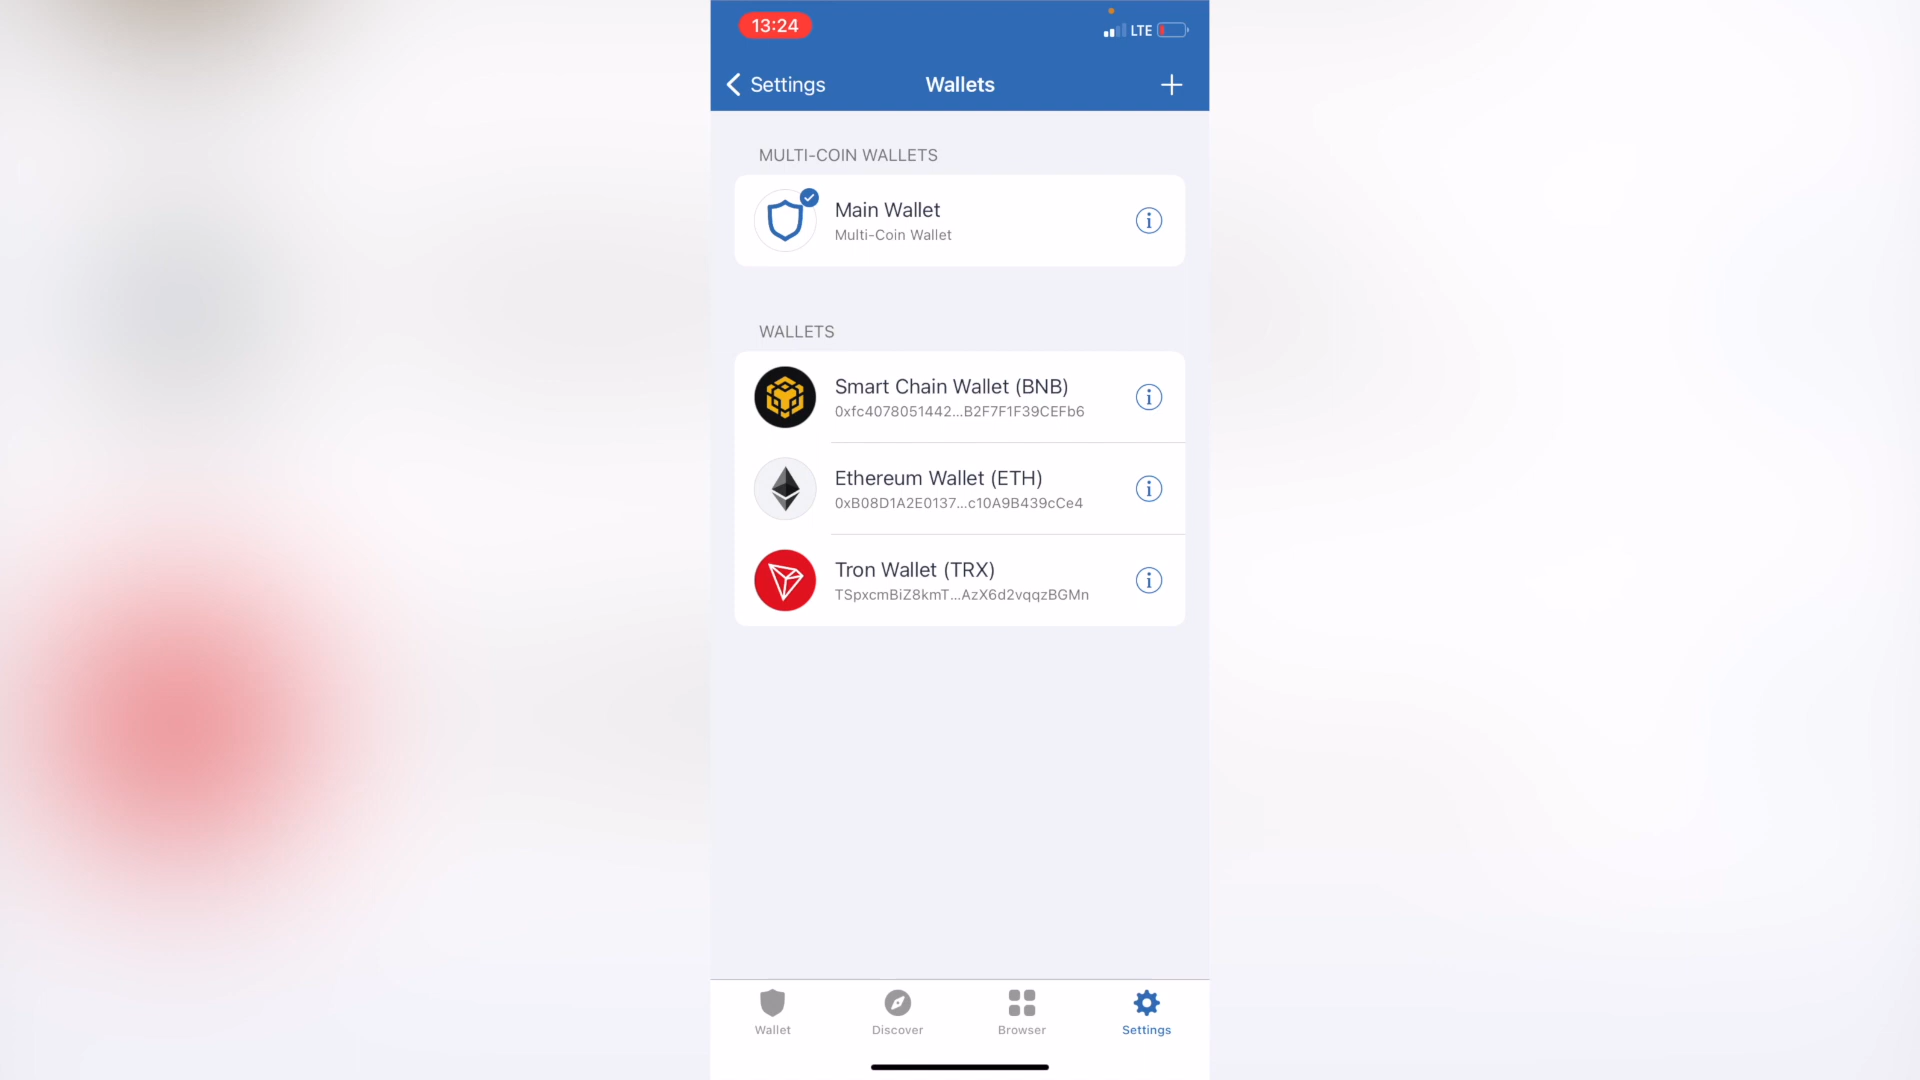 13:24
LTE
Settings
Wallets
MULTI-COIN WALLETS
Main Wallet
Multi-Coin Wallet
WALLETS
Smart Chain Wallet (BNB)
0xfc4078051442...B2F7F1F39CEFb6
Ethereum Wallet (ETH)
0xB08D1A2E0137...c10A9B439cCe4
Tron Wallet (TRX)
TSpxcmBiZ8kmT...AzX6d2vqqzBGMn
Wallet
Discover
Browser
Settings